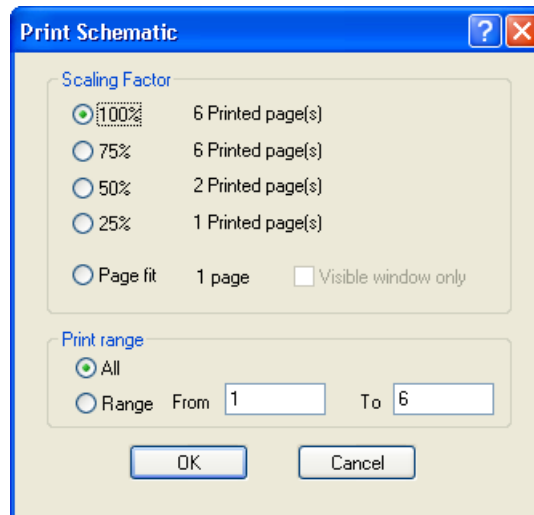 Print Schematic
Scaling Factor
100% 6 Printed page(s)
75% 6 Printed page(s)
50% 2 Printed page(s)
25% 1 Printed page(s)
Page fit 1 page Visible window only
Print range
All
Range From 1 To 6
OK Cancel